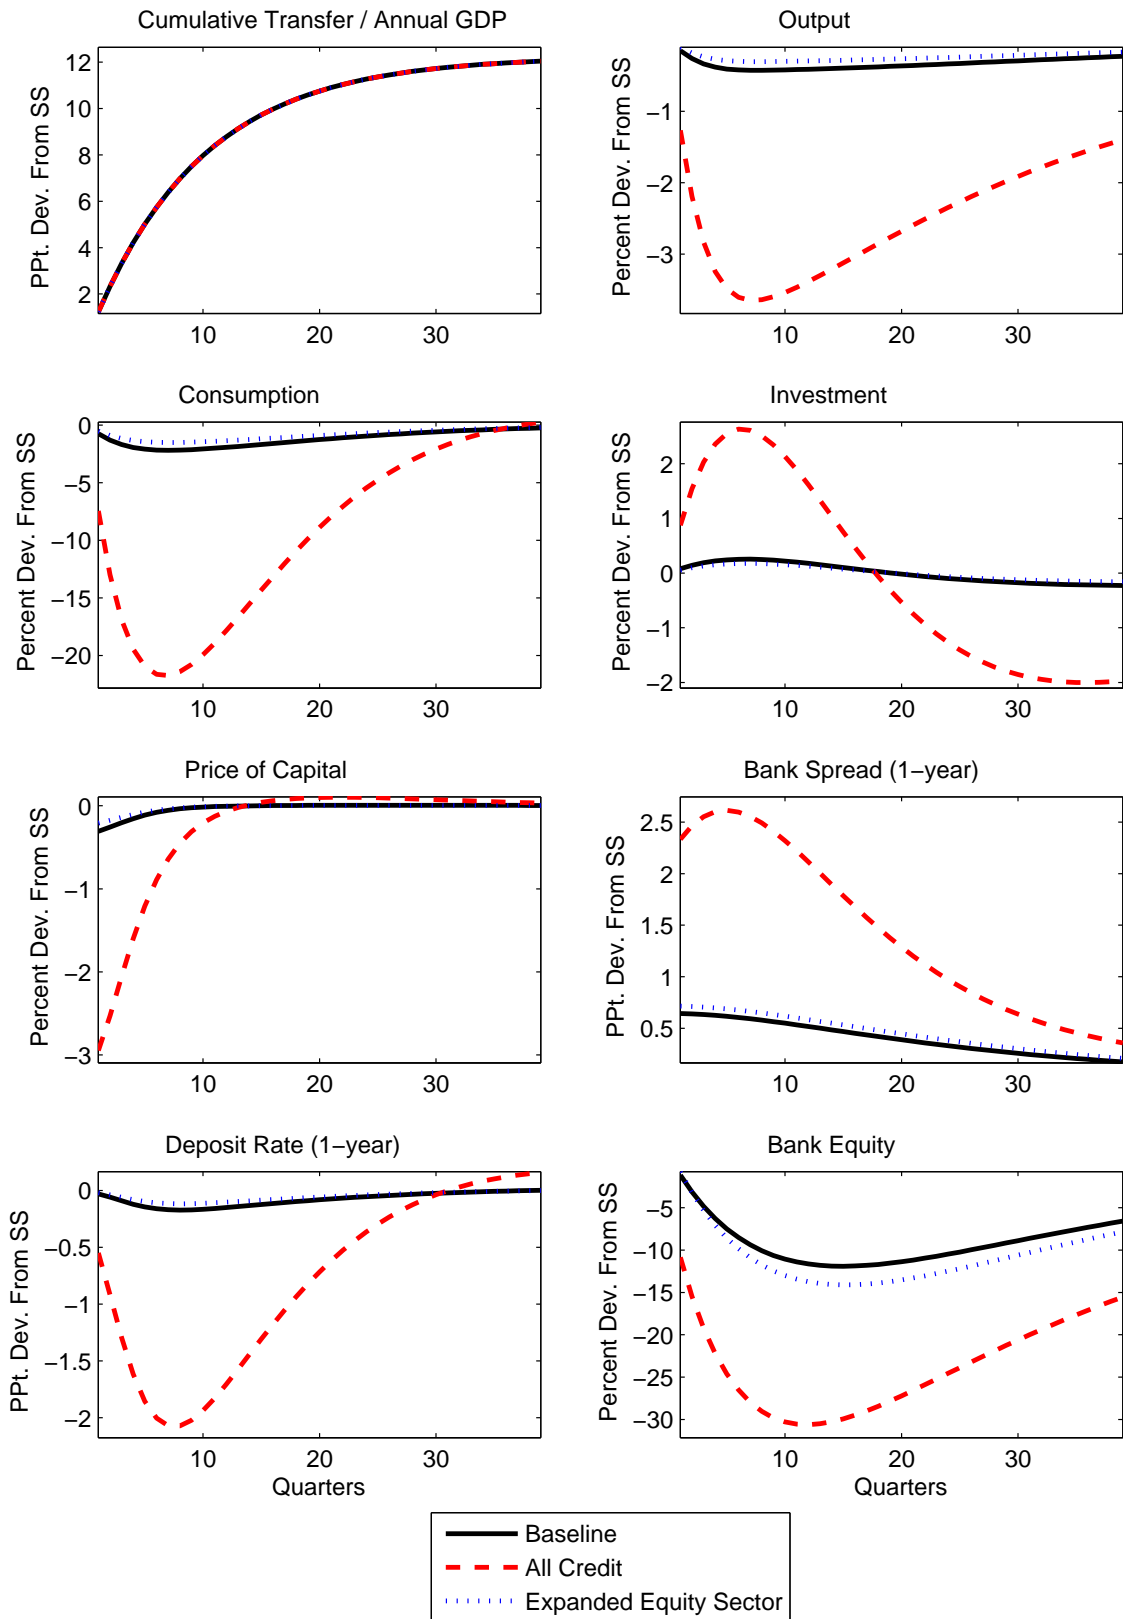 Cumulative Transfer / Annual GDP
PPt. Dev. From SS
12
10
8
6
4
2
10 20 30
Output
Percent Dev. From SS
−1
−2
−3
10 20 30
Consumption
Percent Dev. From SS
0
−5
−10
−15
−20
10 20 30
Investment
Percent Dev. From SS
2
1
0
−1
−2
10 20 30
Price of Capital
Percent Dev. From SS
0
−1
−2
−3
10 20 30
Bank Spread (1−year)
PPt. Dev. From SS
2.5
2
1.5
1
0.5
10 20 30
Deposit Rate (1−year)
PPt. Dev. From SS
0
−0.5
−1
−1.5
−2
10 20 30
Quarters
Bank Equity
Percent Dev. From SS
−5
−10
−15
−20
−25
−30
10 20 30
Quarters
Baseline
All Credit
Expanded Equity Sector